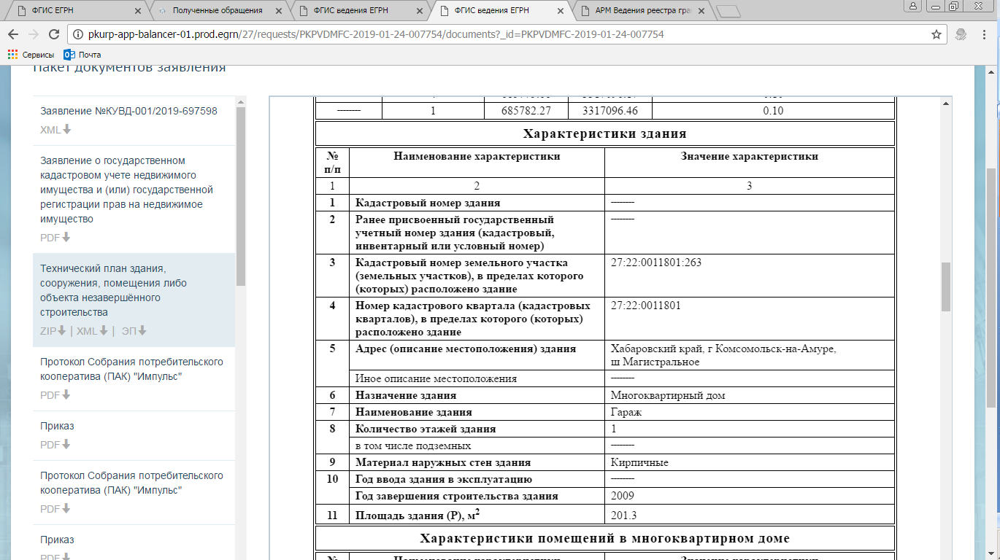 ФГИС ЕГРН
Полученные обращения
ФГИС ведения ЕГРН
ФГИС ведения ЕГРН
АРМ Ведения реестра гра
pkurp-app-balancer-01.prod.egrn/27/requests/PKPVDMFC-2019-01-24-007754/documents?_id=PKPVDMFC-2019-01-24-007754
Сервисы
Почта
Пакет документов заявления
Заявление №КУВД-001/2019-697598
XML
Заявление о государственном
кадастровом учете недвижимого
имущества и (или) государственной
регистрации прав на недвижимое
имущество
PDF
Технический план здания,
сооружения, помещения либо
объекта незавершённого
строительства
ZIP | XML | ЭП
Протокол Собрания потребительского
кооператива (ПАК) "Импульс"
PDF
Приказ
PDF
Протокол Собрания потребительского
кооператива (ПАК) "Импульс"
PDF
Приказ
PDF
-------- 1 685782.27 3317096.46 0.10
Характеристики здания
№ п/п Наименование характеристики Значение характеристики
1 2 3
1 Кадастровый номер здания --------
2 Ранее присвоенный государственный --------
учетный номер здания (кадастровый,
инвентарный или условный номер)
3 Кадастровый номер земельного участка 27:22:0011801:263
(земельных участков), в пределах которого
(которых) расположено здание
4 Номер кадастрового квартала (кадастровых 27:22:0011801
кварталов), в пределах которого (которых)
расположено здание
5 Адрес (описание местоположения) здания Хабаровский край, г Комсомольск-на-Амуре,
ш Магистральное
Иное описание местоположения --------
6 Назначение здания Многоквартирный дом
7 Наименование здания Гараж
8 Количество этажей здания 1
в том числе подземных --------
9 Материал наружных стен здания Кирпичные
10 Год ввода здания в эксплуатацию --------
Год завершения строительства здания 2009
11 Площадь здания (Р), м2 201.3
Характеристики помещений в многоквартирном доме
№ Наименование характеристики Значение характеристики